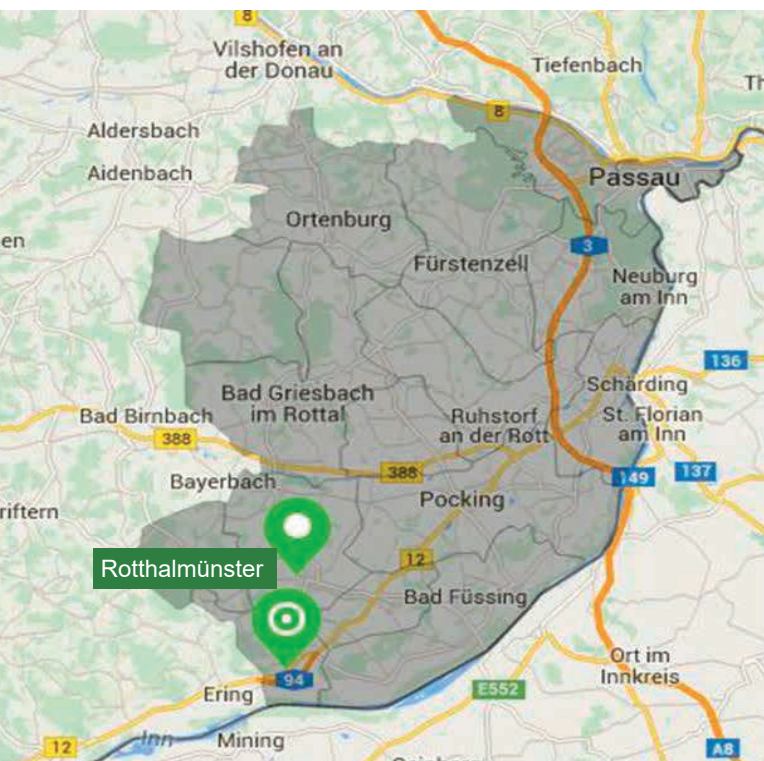 8
Vilshofen an
der Donau
Tiefenbach
Th
8
Aldersbach
Aidenbach
Passau
Ortenburg
en
3
Fürstenzell
Neuburg
am Inn
136
Schärding
Bad Griesbach
im Rottal
Bad Birnbach
388
Ruhstorf
an der Rott
St. Florian
am Inn
388
149
137
Bayerbach
Pocking
riftern
12
Rotthalmünster
Bad Füssing
Ort im
Innkreis
94
Ering
E552
Inn
Mining
12
A8